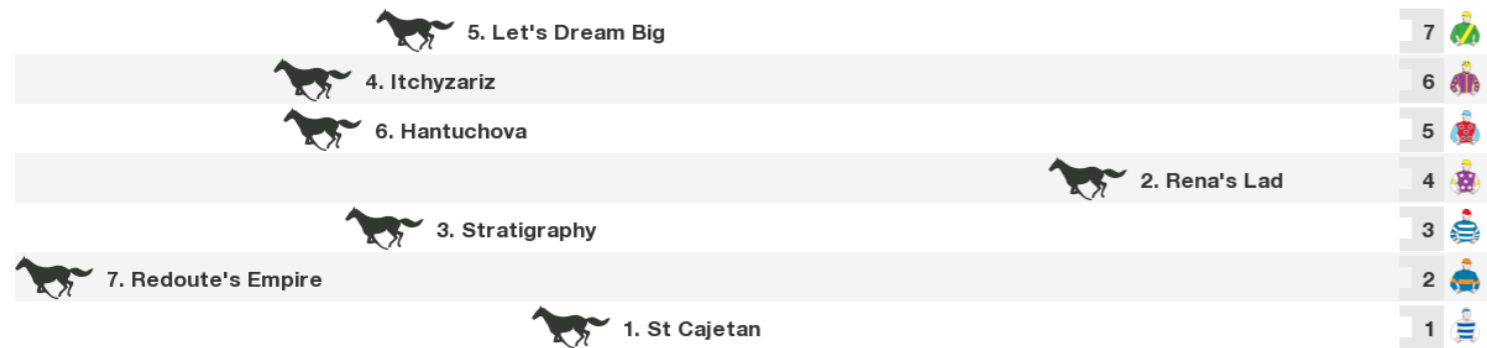 5. Let's Dream Big 7
4. Itchyzariz 6
6. Hantuchova 5
2. Rena's Lad 4
3. Stratigraphy 3
7. Redoute's Empire 2
1. St Cajetan 1